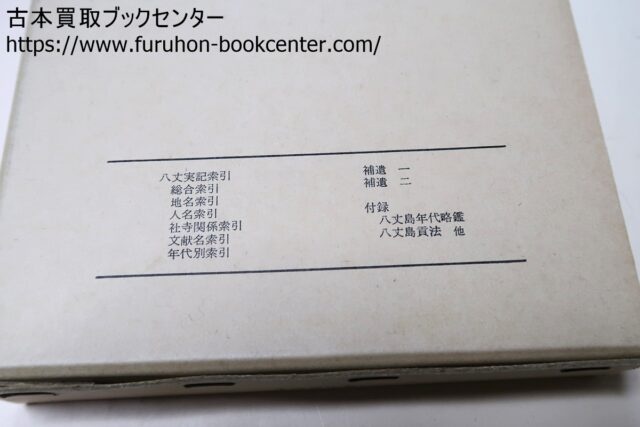 古本買取ブックセンター
https://www.furuhon-bookcenter.com/
八丈実記索引
総合索引
地名索引
人名索引
社寺関係索引
文献名索引
年代別索引
補遺 一
補遺 二
付録
八丈島年代略鑑
八丈島貢法 他